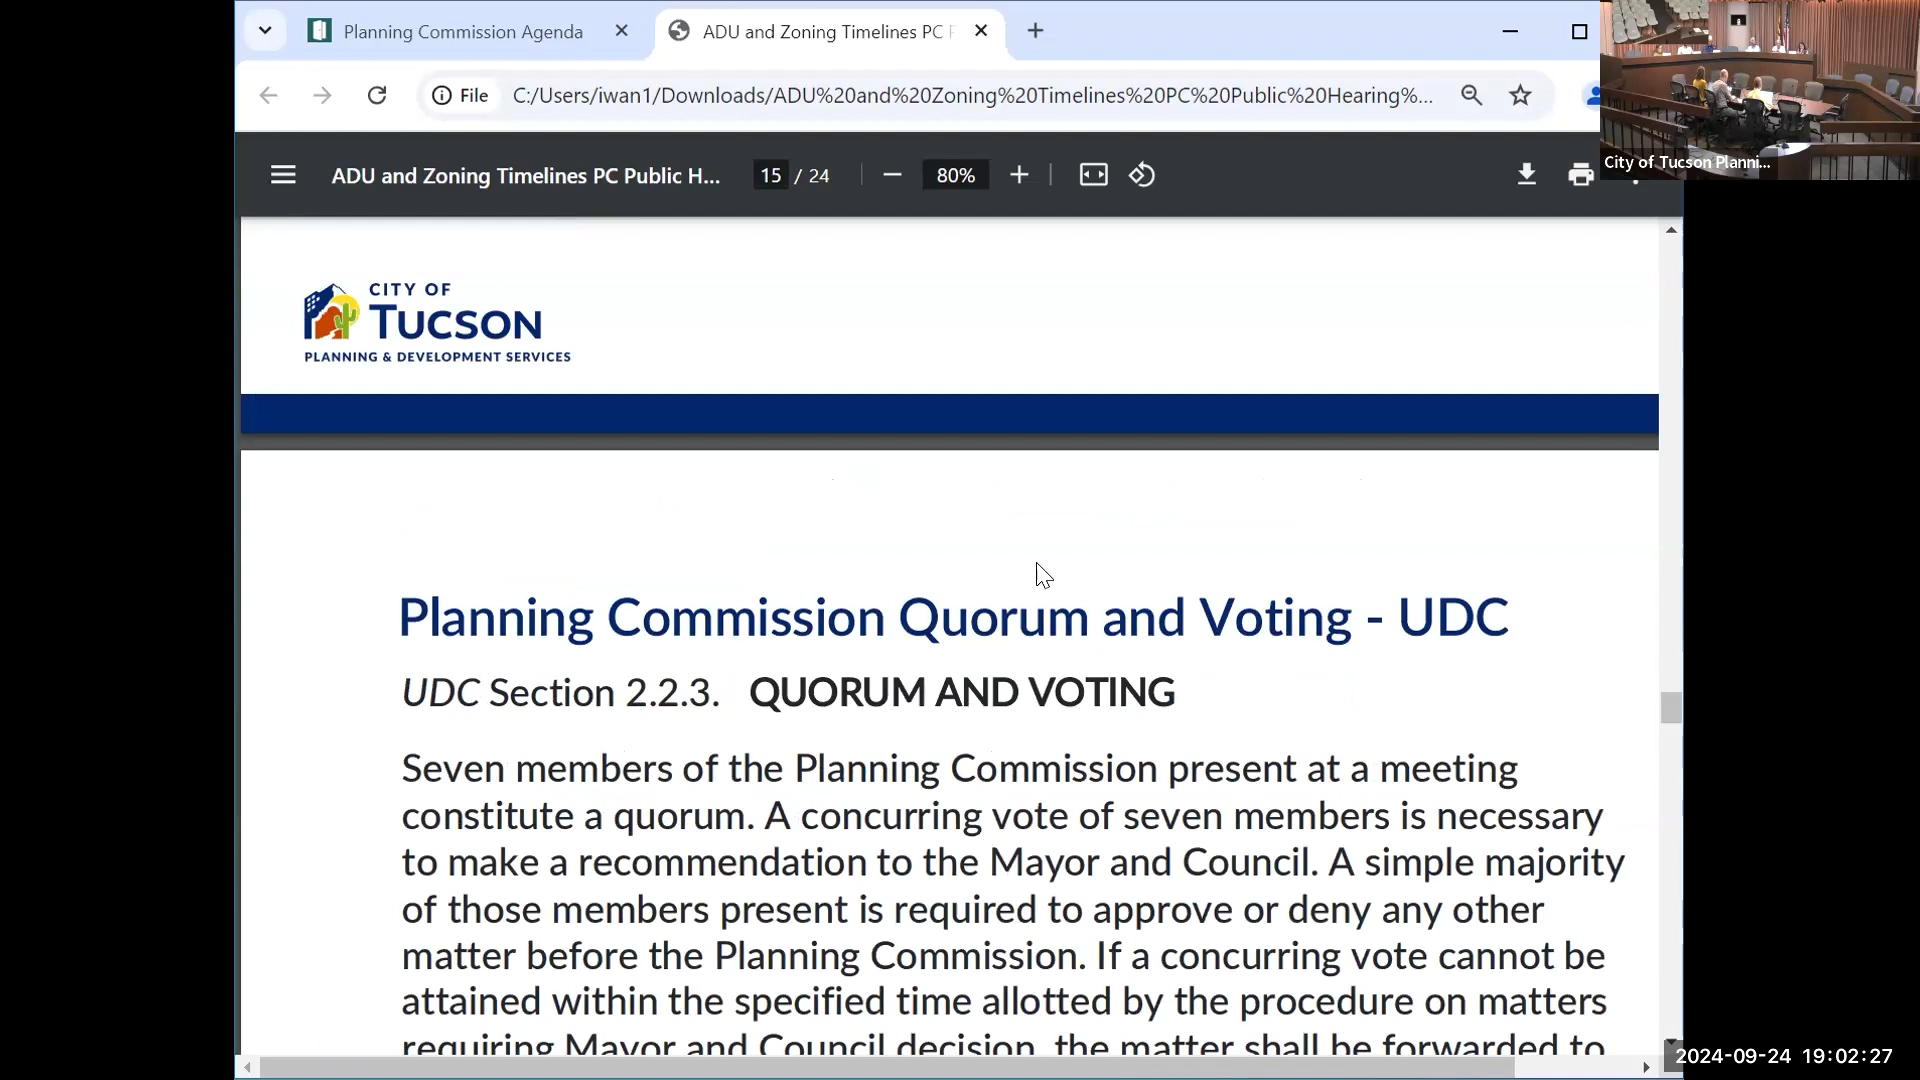 Planning Commission Agenda
ADU and Zoning Timelines PC
File
C:/Users/iwan1/Downloads/ADU%20and%20Zoning%20Timelines%20PC%20Public%20Hearing%...
ADU and Zoning Timelines PC Public H...
15 / 24
80%
City of Tucson Planni...
CITY OF
TUCSON
PLANNING & DEVELOPMENT SERVICES
Planning Commission Quorum and Voting - UDC
UDC Section 2.2.3. QUORUM AND VOTING
Seven members of the Planning Commission present at a meeting
constitute a quorum. A concurring vote of seven members is necessary
to make a recommendation to the Mayor and Council. A simple majority
of those members present is required to approve or deny any other
matter before the Planning Commission. If a concurring vote cannot be
attained within the specified time allotted by the procedure on matters
requiring Mayor and Council decision, the matter shall be forwarded to
2024-09-24 19:02:27